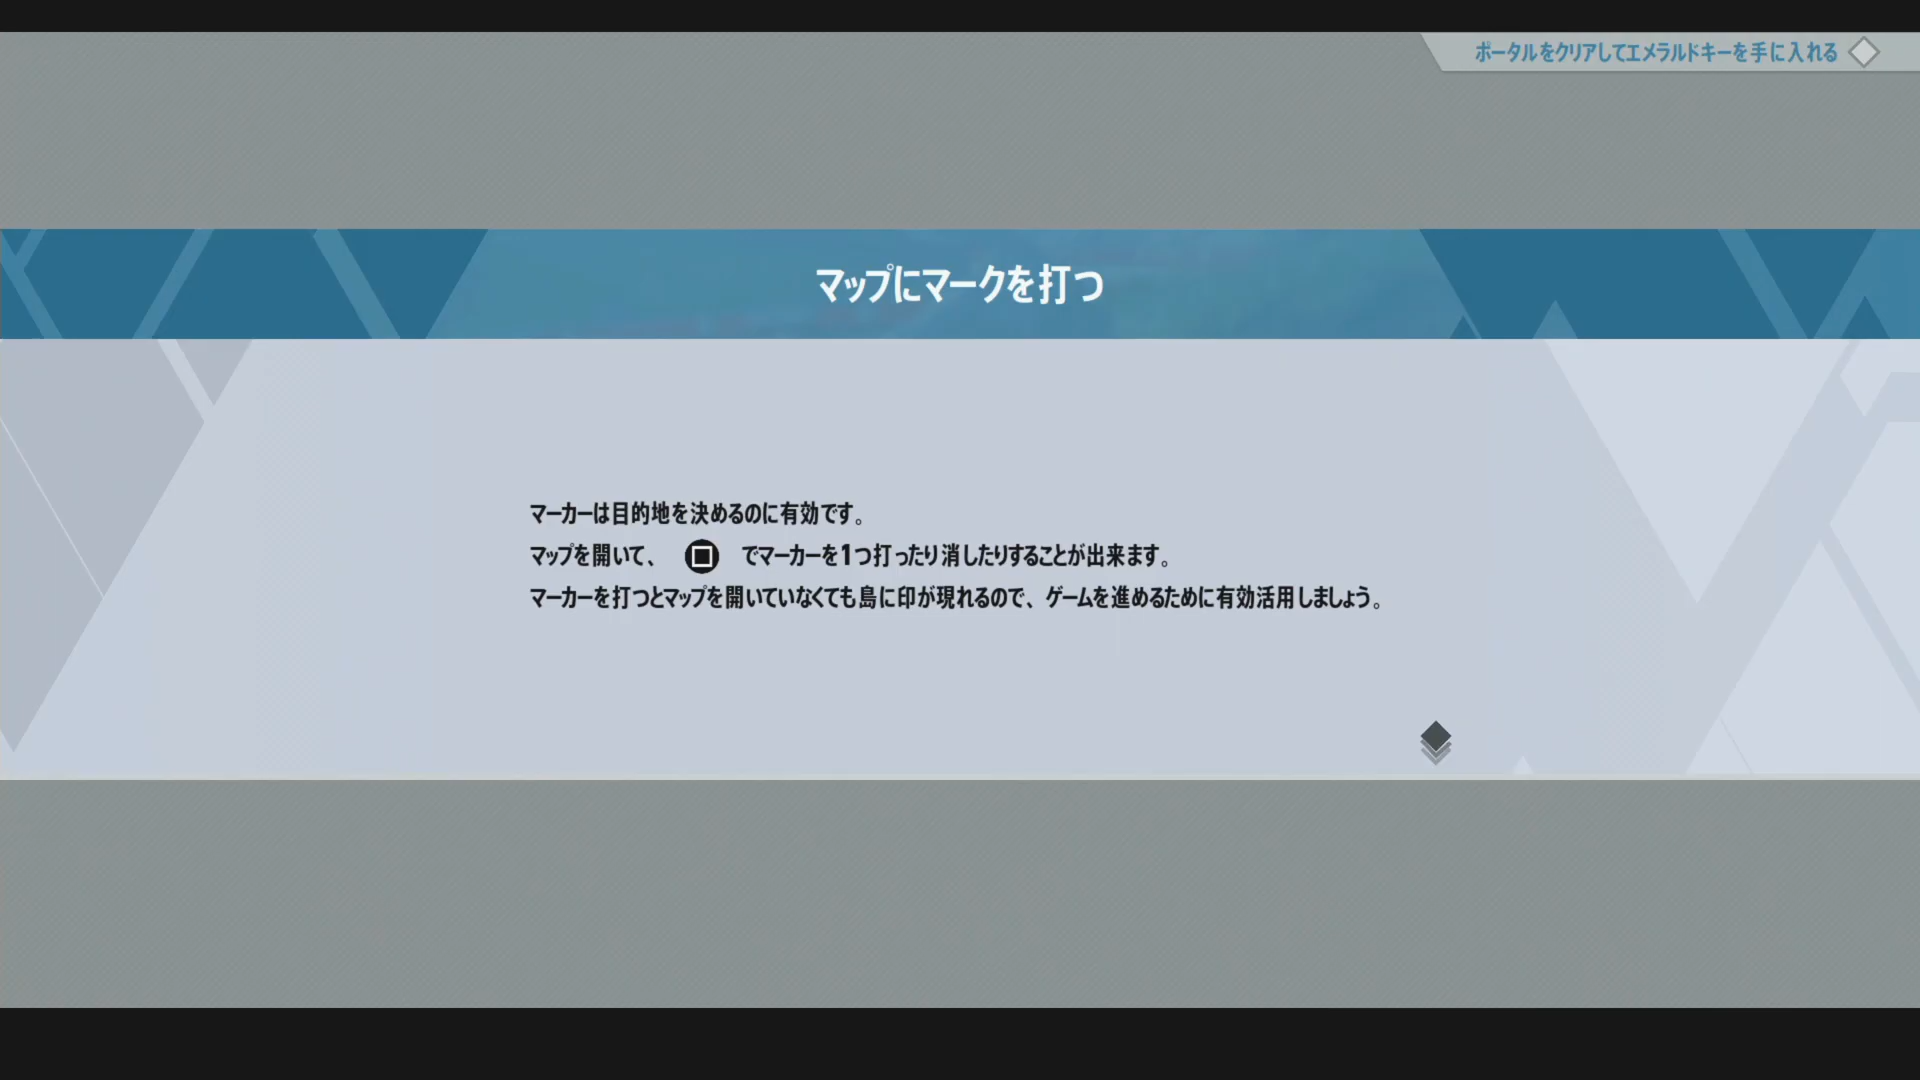 ポータルをクリアしてエメラルドキーを手に入れる
マップにマークを打つ
マーカーは目的地を決めるのに有効です。
マップを開いて、 でマーカーを1つ打ったり消したりすることが出来ます。
マーカーを打つとマップを開いていなくても島に印が現れるので、ゲームを進めるために有効活用しましょう。